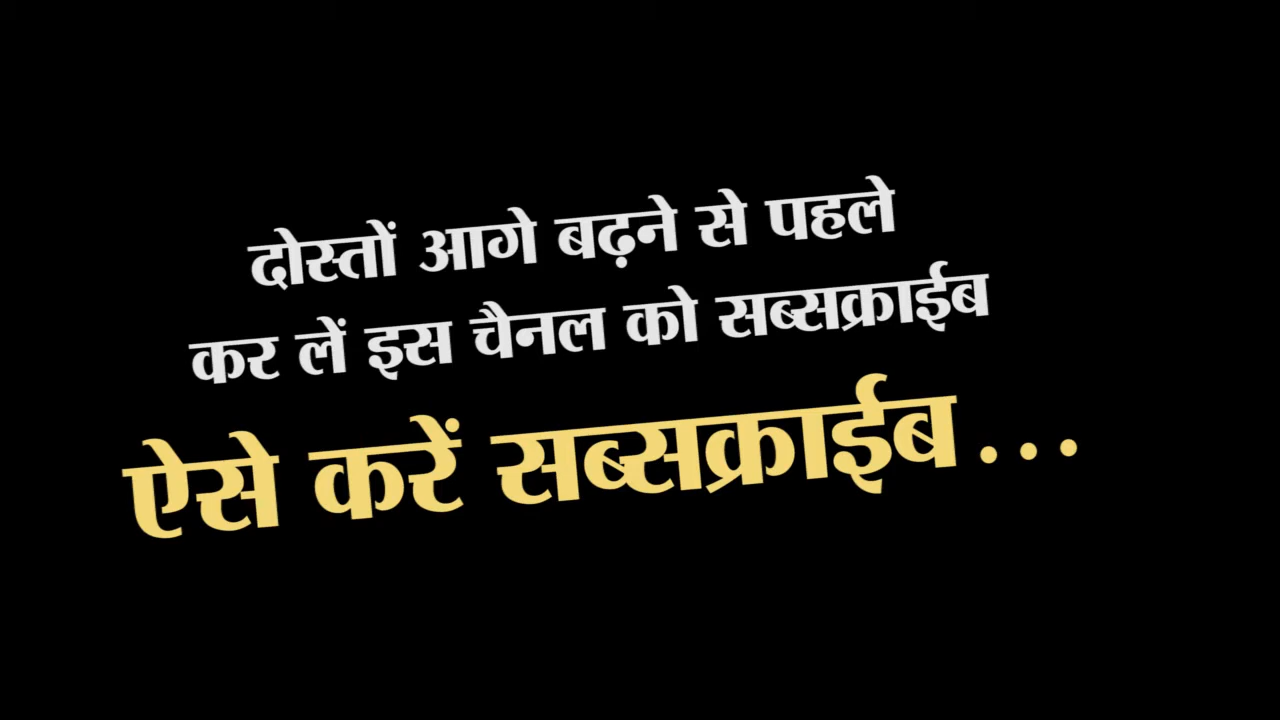 दोस्तों आगे बढ़ने से पहले
कर लें इस चैनल को सब्सक्राईब
ऐसे करें सब्सक्राईब...